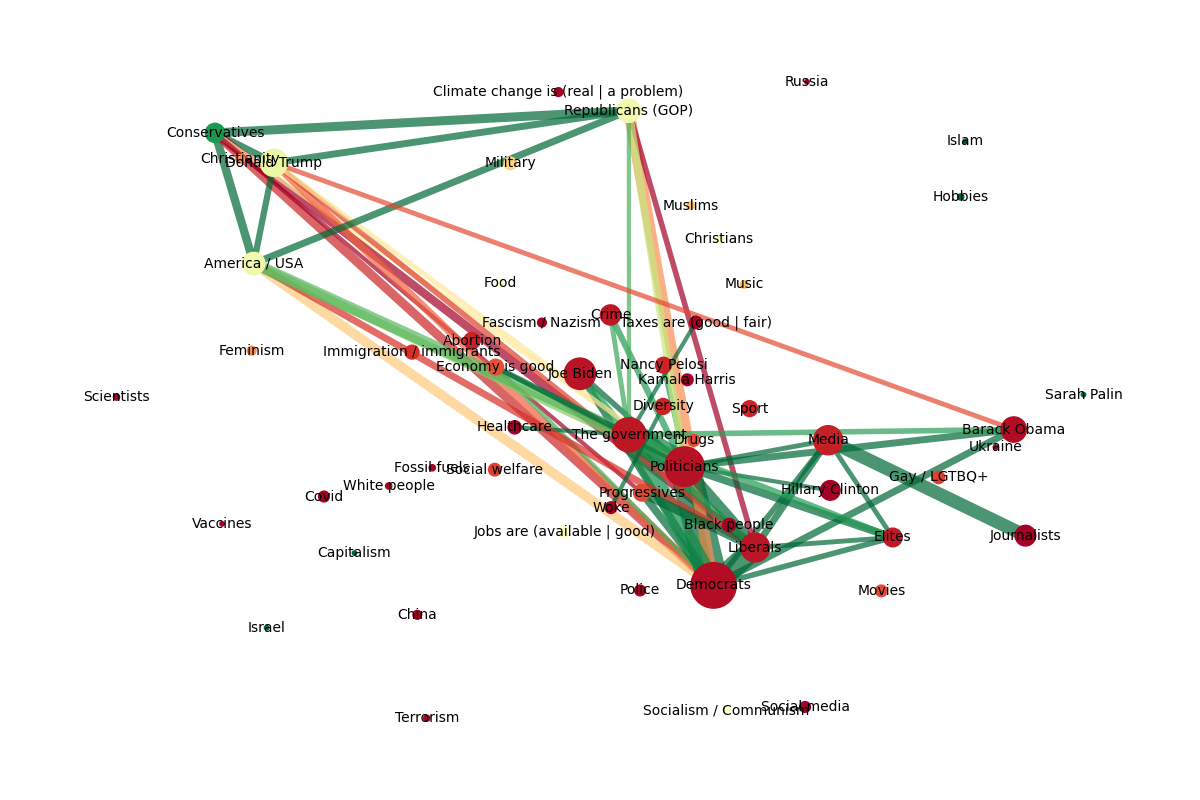 Russia
Climate change is (real | a problem)
Republicans (GOP)
Conservatives
Islam
Christianity
Donald Trump
Military
Hobbies
Muslims
Christians
America / USA
Food
Music
Crime
Fascism / Nazism
Taxes are (good | fair)
Abortion
Feminism
Immigration / immigrants
Economy is good
Nancy Pelosi
Joe Biden
Kamala Harris
Scientists
Sarah Palin
Diversity
Sport
Healthcare
Barack Obama
The government
Drugs
Media
Ukraine
Fossil fuels
Social welfare
Politicians
Gay / LGBTQ+
White people
Hillary Clinton
Covid
Progressives
Woke
Vaccines
Black people
Jobs are (available | good)
Journalists
Elites
Liberals
Capitalism
Democrats
Police
Movies
China
Israel
Socialism / Communism
Social media
Terrorism